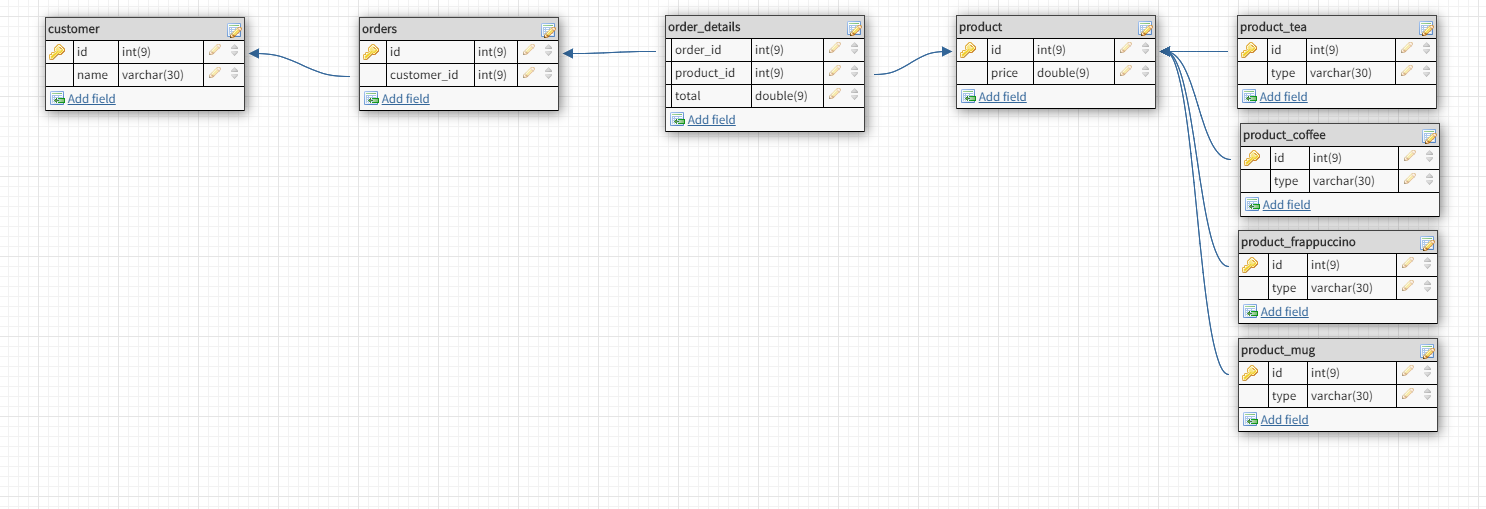 customer
id int(9)
name varchar(30)
Add field
orders
id int(9)
customer_id int(9)
Add field
order_details
order_id int(9)
product_id int(9)
total double(9)
Add field
product
id int(9)
price double(9)
Add field
product_tea
id int(9)
type varchar(30)
Add field
product_coffee
id int(9)
type varchar(30)
Add field
product_frappuccino
id int(9)
type varchar(30)
Add field
product_mug
id int(9)
type varchar(30)
Add field